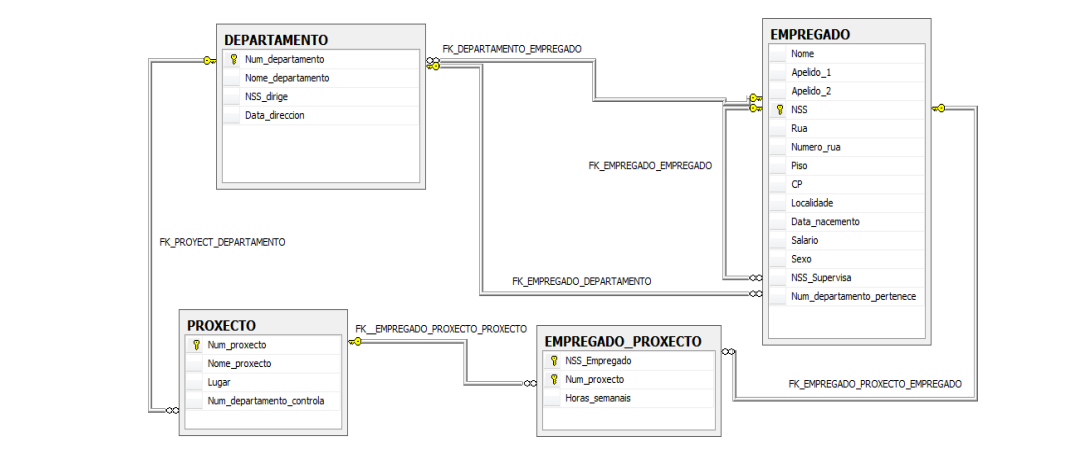 DEPARTAMENTO
Num_departamento
Nome_departamento
NSS_dirige
Data_direccion
FK_DEPARTAMENTO_EMPREGADO
EMPREGADO
Nome
Apelido_1
Apelido_2
NSS
Rua
Numero_rua
Piso
CP
Localidade
Data_nacemento
Salario
Sexo
NSS_Supervisa
Num_departamento_pertenece
FK_EMPREGADO_EMPREGADO
FK_PROYECT_DEPARTAMENTO
FK_EMPREGADO_DEPARTAMENTO
PROXECTO
Num_proxecto
Nome_proxecto
Lugar
Num_departamento_controla
FK__EMPREGADO_PROXECTO_PROXECTO
EMPREGADO_PROXECTO
NSS_Empregado
Num_proxecto
Horas_semanais
FK_EMPREGADO_PROXECTO_EMPREGADO